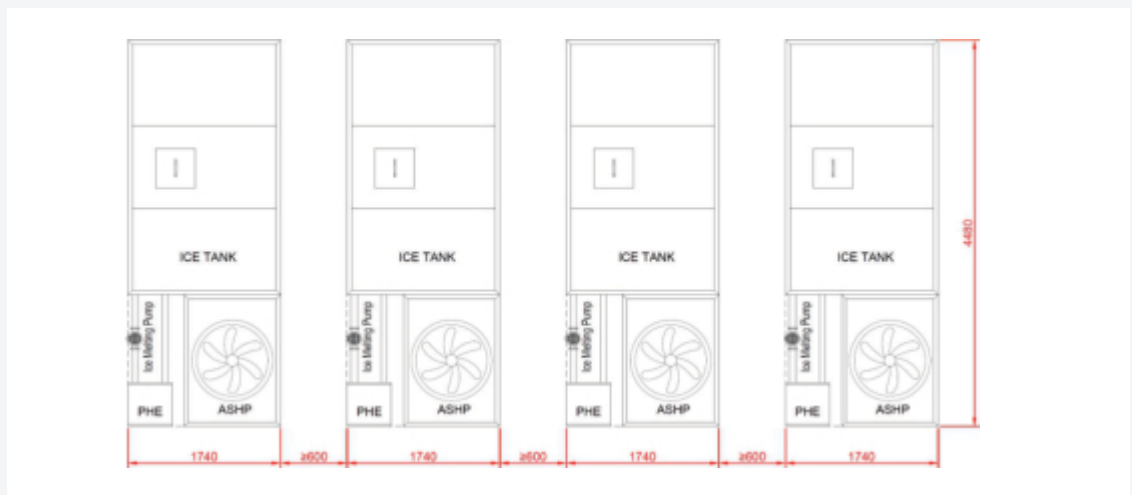 ICE TANK ICE TANK ICE TANK ICE TANK
4480
Ice Melting Pump Ice Melting Pump Ice Melting Pump Ice Melting Pump
PHE ASHP PHE ASHP PHE ASHP PHE ASHP
1740 ≥600 1740 ≥600 1740 ≥600 1740